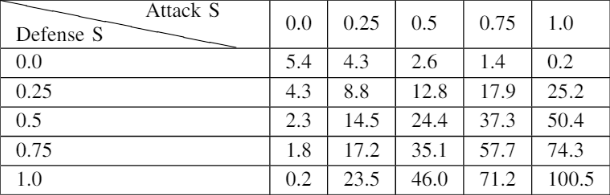 Attack S
Defense S
0.0 0.25 0.5 0.75 1.0
0.0 5.4 4.3 2.6 1.4 0.2
0.25 4.3 8.8 12.8 17.9 25.2
0.5 2.3 14.5 24.4 37.3 50.4
0.75 1.8 17.2 35.1 57.7 74.3
1.0 0.2 23.5 46.0 71.2 100.5